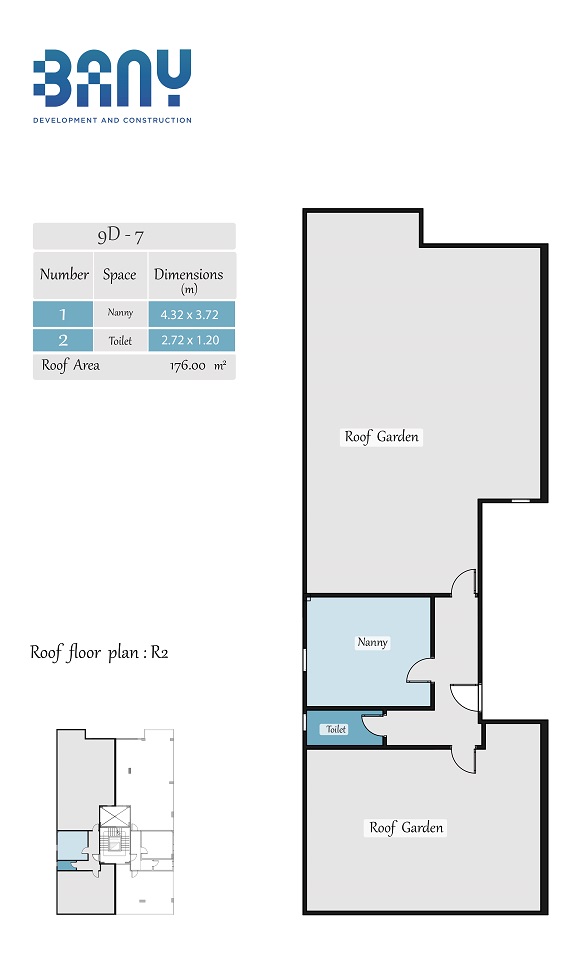 BANY
DEVELOPMENT AND CONSTRUCTION
9D - 7
Number Space Dimensions
(m)
1 Nanny 4.32 x 3.72
2 Toilet 2.72 x 1.20
Roof Area 176.00 m²
Roof Garden
Nanny
Roof floor plan : R2
Toilet
Roof Garden